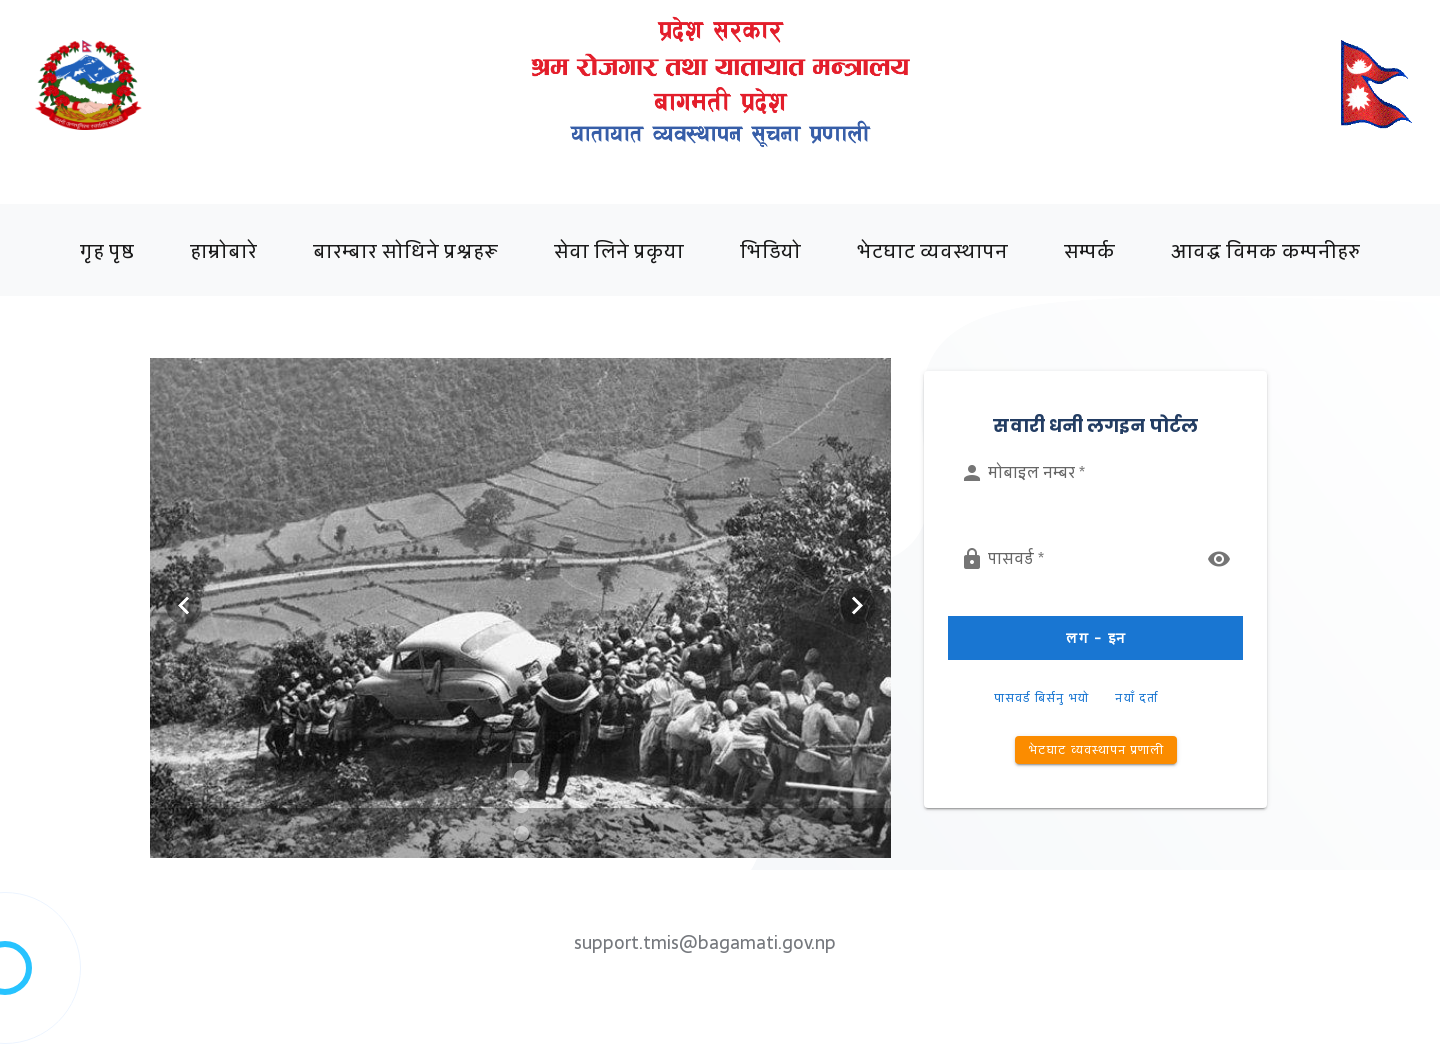 प्रदेश सरकार
श्रम रोजगार तथा यातायात मन्त्रालय
बागमती प्रदेश
यातायात व्यवस्थापन सूचना प्रणाली
गृह पृष्ठ हाम्रोबारे बारम्बार सोधिने प्रश्नहरू सेवा लिने प्रकृया भिडियो भेटघाट व्यवस्थापन सम्पर्क आवद्ध विमक कम्पनीहरु
सवारी धनी लगइन पोर्टल
मोबाइल नम्बर *
पासवर्ड *
लग - इन
पासवर्ड बिर्सनु भयो नयाँ दर्ता
भेटघाट व्यवस्थापन प्रणाली
support.tmis@bagamati.gov.np